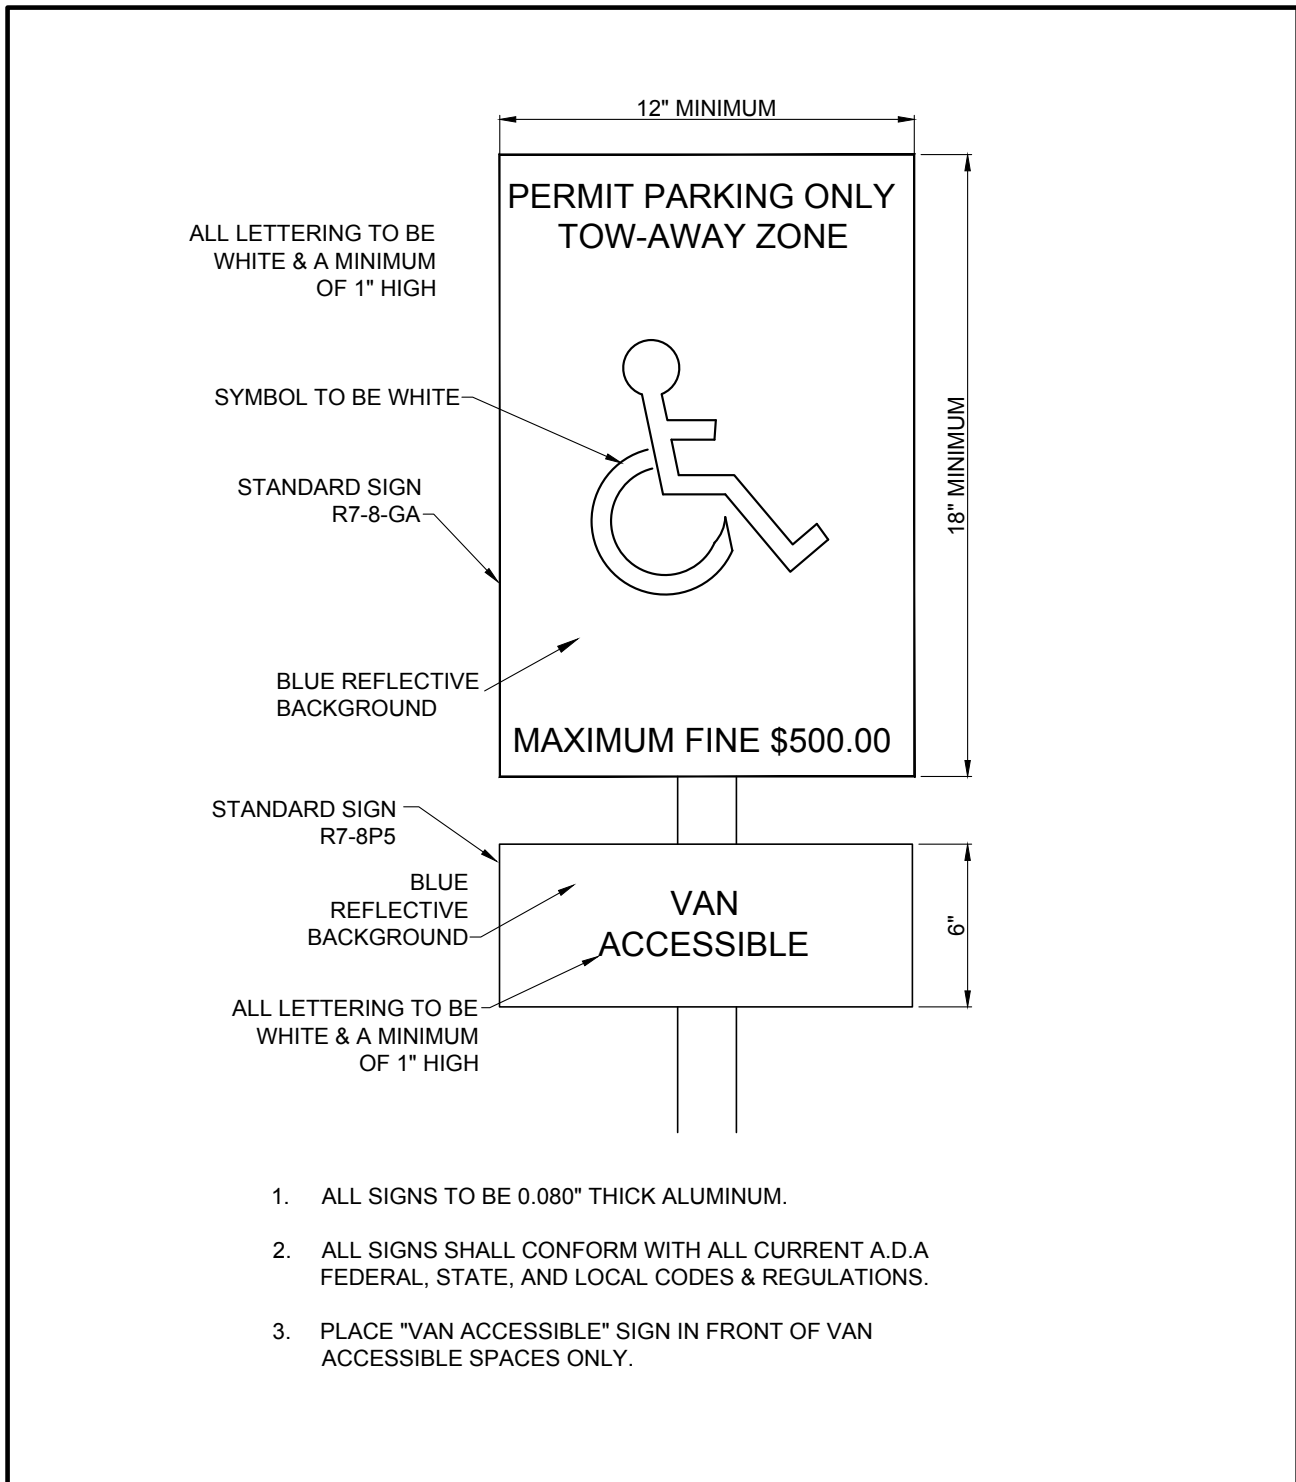 12" MINIMUM
PERMIT PARKING ONLY
TOW-AWAY ZONE
ALL LETTERING TO BE
WHITE & A MINIMUM
OF 1" HIGH
SYMBOL TO BE WHITE
18" MINIMUM
STANDARD SIGN
R7-8-GA
BLUE REFLECTIVE
BACKGROUND
MAXIMUM FINE $500.00
STANDARD SIGN
R7-8P5
BLUE
REFLECTIVE
BACKGROUND
VAN
ACCESSIBLE
6"
ALL LETTERING TO BE
WHITE & A MINIMUM
OF 1" HIGH
1. ALL SIGNS TO BE 0.080" THICK ALUMINUM.
2. ALL SIGNS SHALL CONFORM WITH ALL CURRENT A.D.A
FEDERAL, STATE, AND LOCAL CODES & REGULATIONS.
3. PLACE "VAN ACCESSIBLE" SIGN IN FRONT OF VAN
ACCESSIBLE SPACES ONLY.